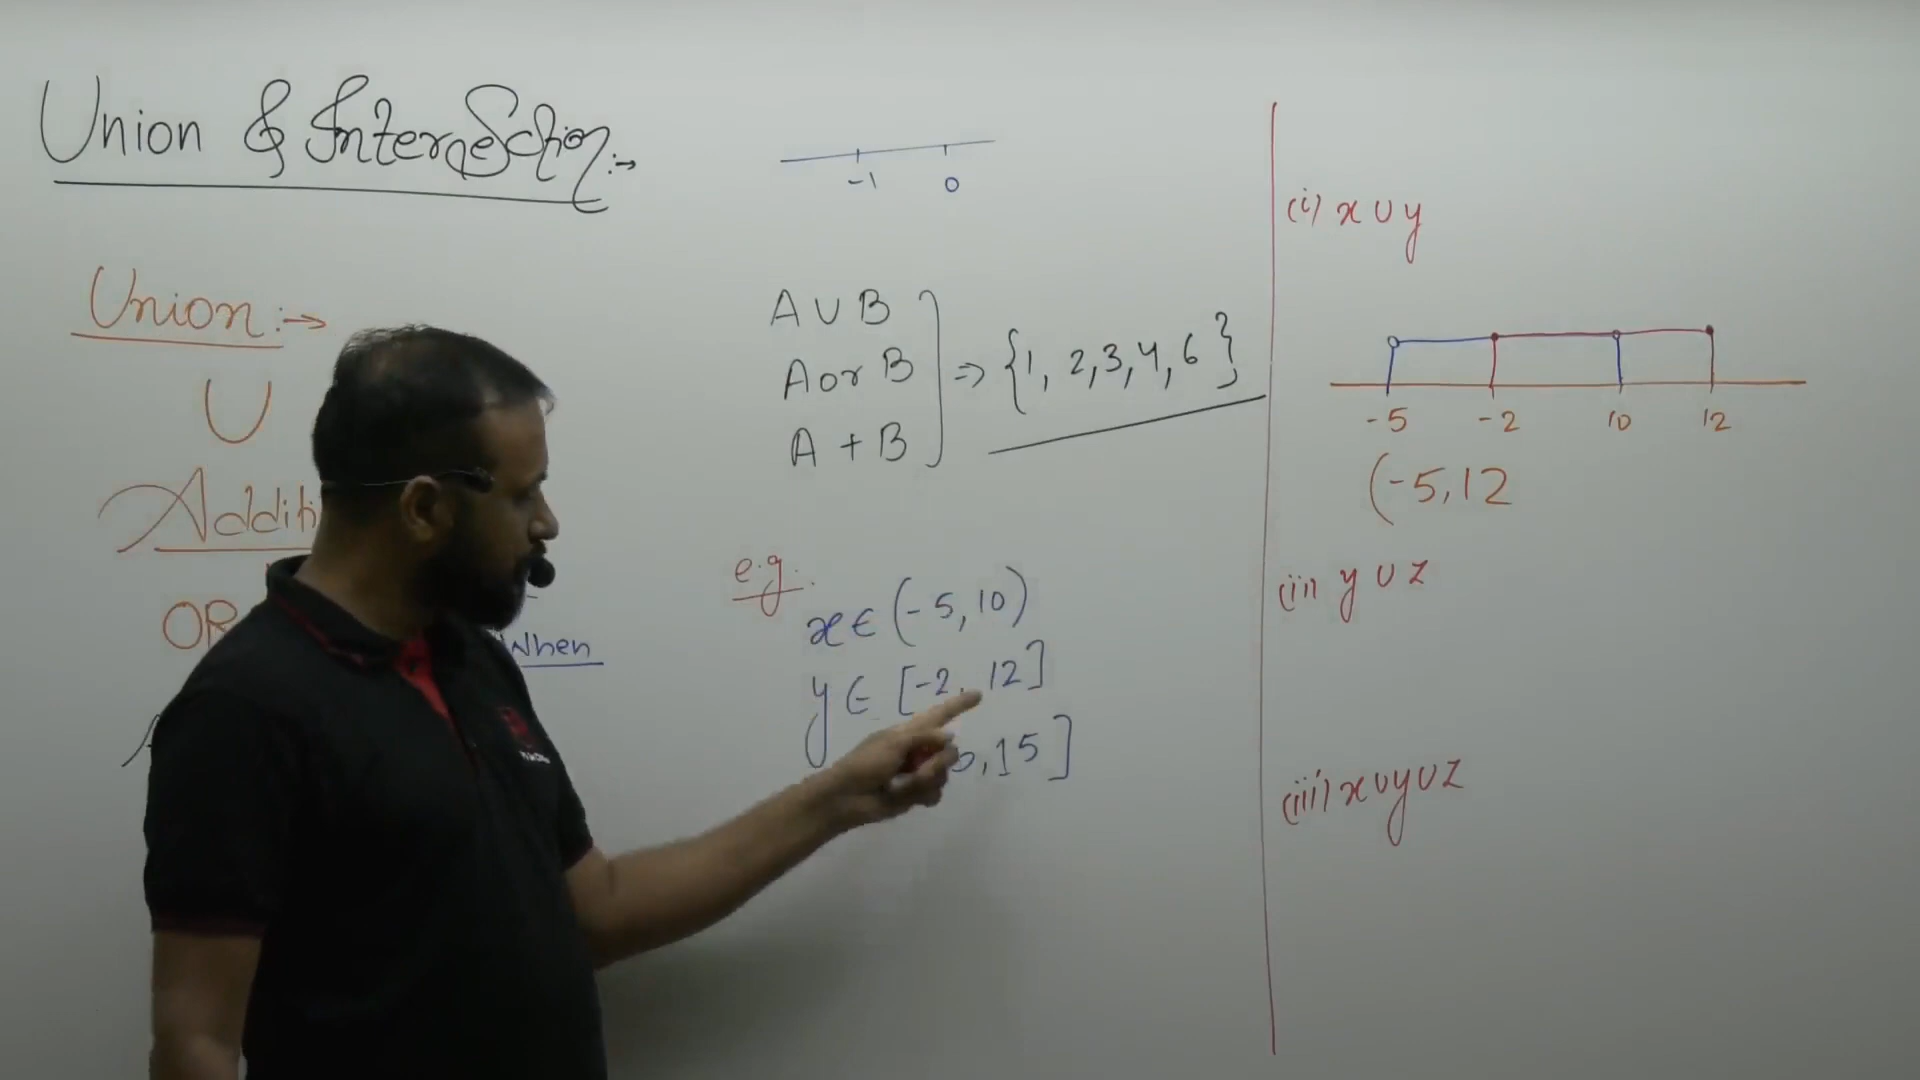 Union & Intersection :→
-1 0
Union :→
U
OR
When
A ∪ B
A or B
A + B
⇒ {1, 2, 3, 4, 6}
e.g.
x ∈ (-5, 10)
y ∈ [-2, 12]
, 15]
(i) x ∪ y
-5 -2 10 12
(-5, 12
(ii) y ∪ z
(iii) x ∪ y ∪ z